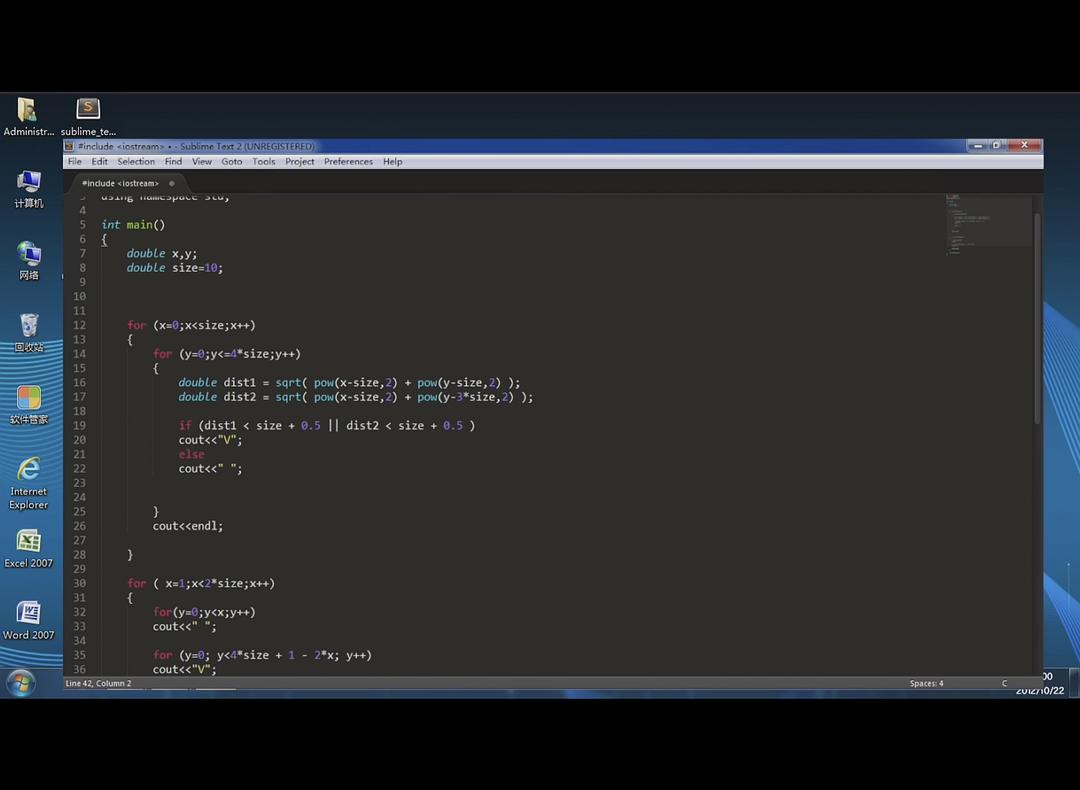 Administr...
sublime_te...
计算机
网络
回收站
软件管家
Internet
Explorer
Excel 2007
Word 2007
#include <iostream> • - Sublime Text 2 (UNREGISTERED)
File Edit Selection Find View Goto Tools Project Preferences Help
#include <iostream>
3 using namespace std;
4
5 int main()
6 {
7 double x,y;
8 double size=10;
9
10
11
12 for (x=0;x<size;x++)
13 {
14 for (y=0;y<=4*size;y++)
15 {
16 double dist1 = sqrt( pow(x-size,2) + pow(y-size,2) );
17 double dist2 = sqrt( pow(x-size,2) + pow(y-3*size,2) );
18
19 if (dist1 < size + 0.5 || dist2 < size + 0.5 )
20 cout<<"V";
21 else
22 cout<<" ";
23
24
25 }
26 cout<<endl;
27
28 }
29
30 for ( x=1;x<2*size;x++)
31 {
32 for(y=0;y<x;y++)
33 cout<<" ";
34
35 for (y=0; y<4*size + 1 - 2*x; y++)
36 cout<<"V";
Line 42, Column 2
Spaces: 4
C
00
2012/10/22